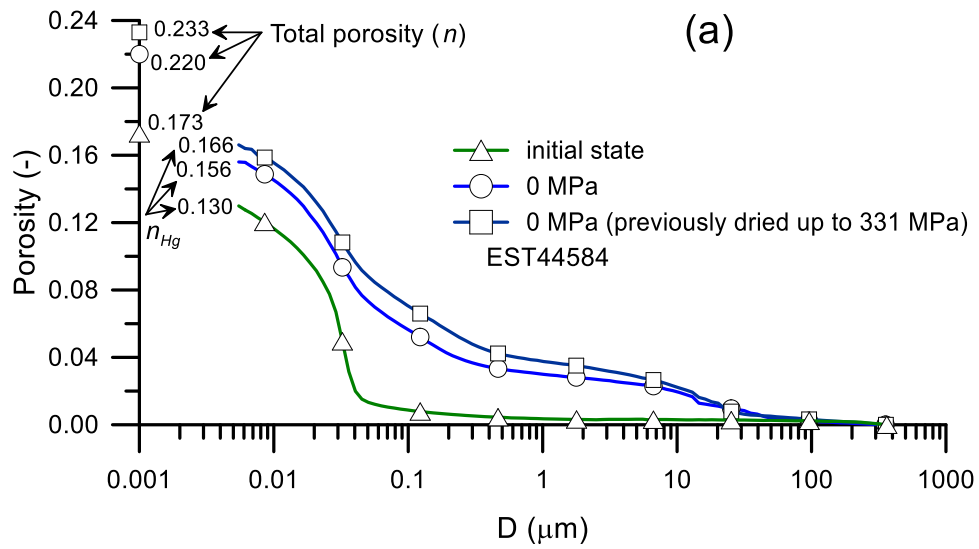 (a)
Total porosity (n)
0.24
0.20
0.16
0.12
0.08
0.04
0.00
Porosity (-)
0.233
0.220
0.173
0.166
0.156
0.130
nHg
initial state
0 MPa
0 MPa (previously dried up to 331 MPa)
EST44584
0.001 0.01 0.1 1 10 100 1000
D (μm)